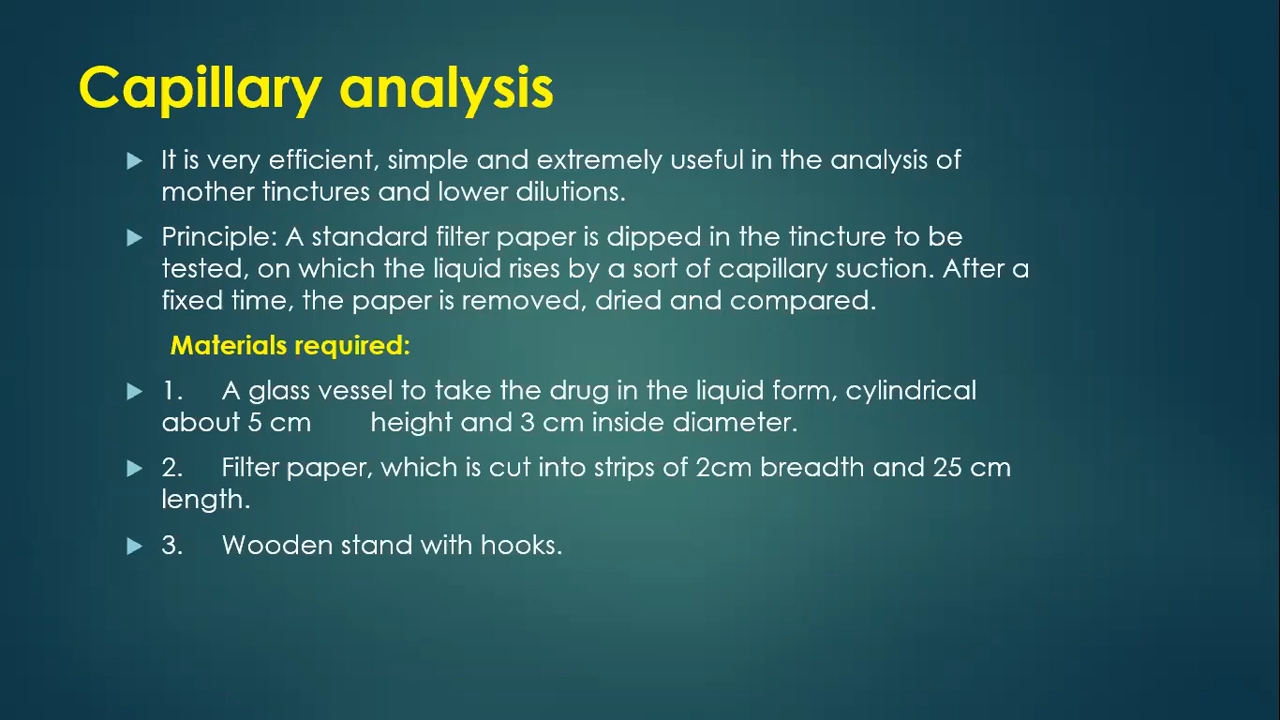 Capillary analysis
It is very efficient, simple and extremely useful in the analysis of
mother tinctures and lower dilutions.
Principle: A standard filter paper is dipped in the tincture to be
tested, on which the liquid rises by a sort of capillary suction. After a
fixed time, the paper is removed, dried and compared.
Materials required:
1. A glass vessel to take the drug in the liquid form, cylindrical
about 5 cm height and 3 cm inside diameter.
2. Filter paper, which is cut into strips of 2cm breadth and 25 cm
length.
3. Wooden stand with hooks.